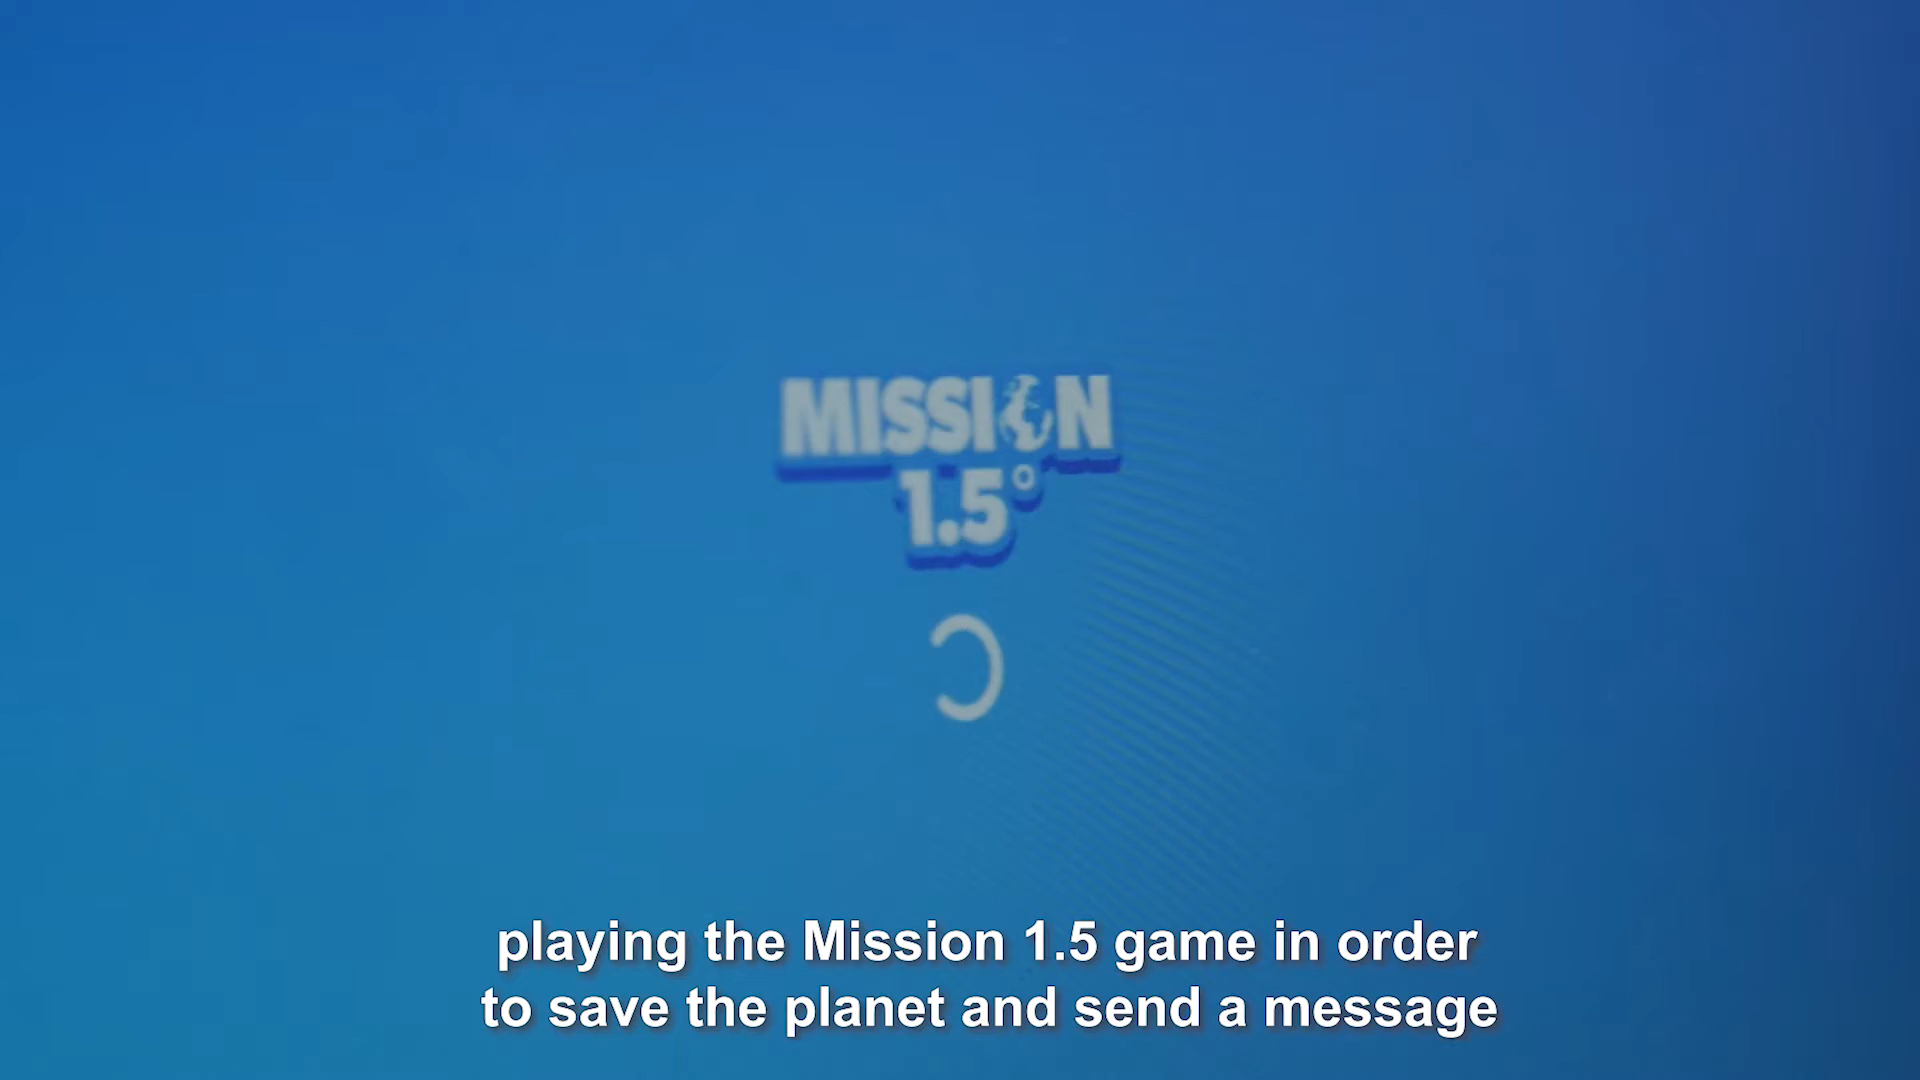 MISSION
1.5°
playing the Mission 1.5 game in order
to save the planet and send a message